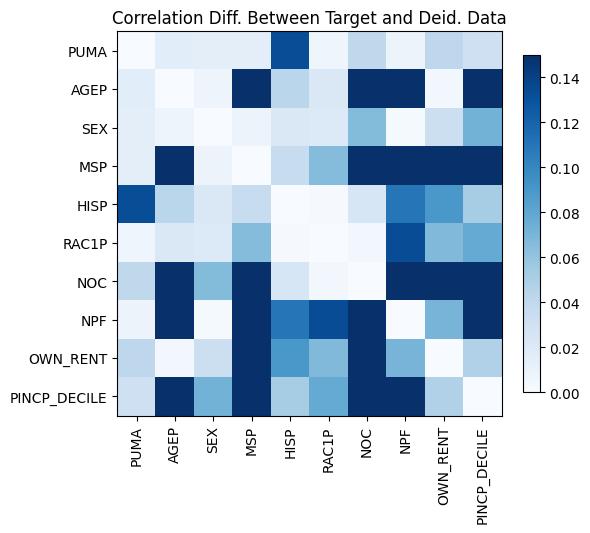 Correlation Diff. Between Target and Deid. Data
PUMA
AGEP
SEX
MSP
HISP
RAC1P
NOC
NPF
OWN_RENT
PINCP_DECILE
PUMA
AGEP
SEX
MSP
HISP
RAC1P
NOC
NPF
OWN_RENT
PINCP_DECILE
0.14
0.12
0.10
0.08
0.06
0.04
0.02
0.00